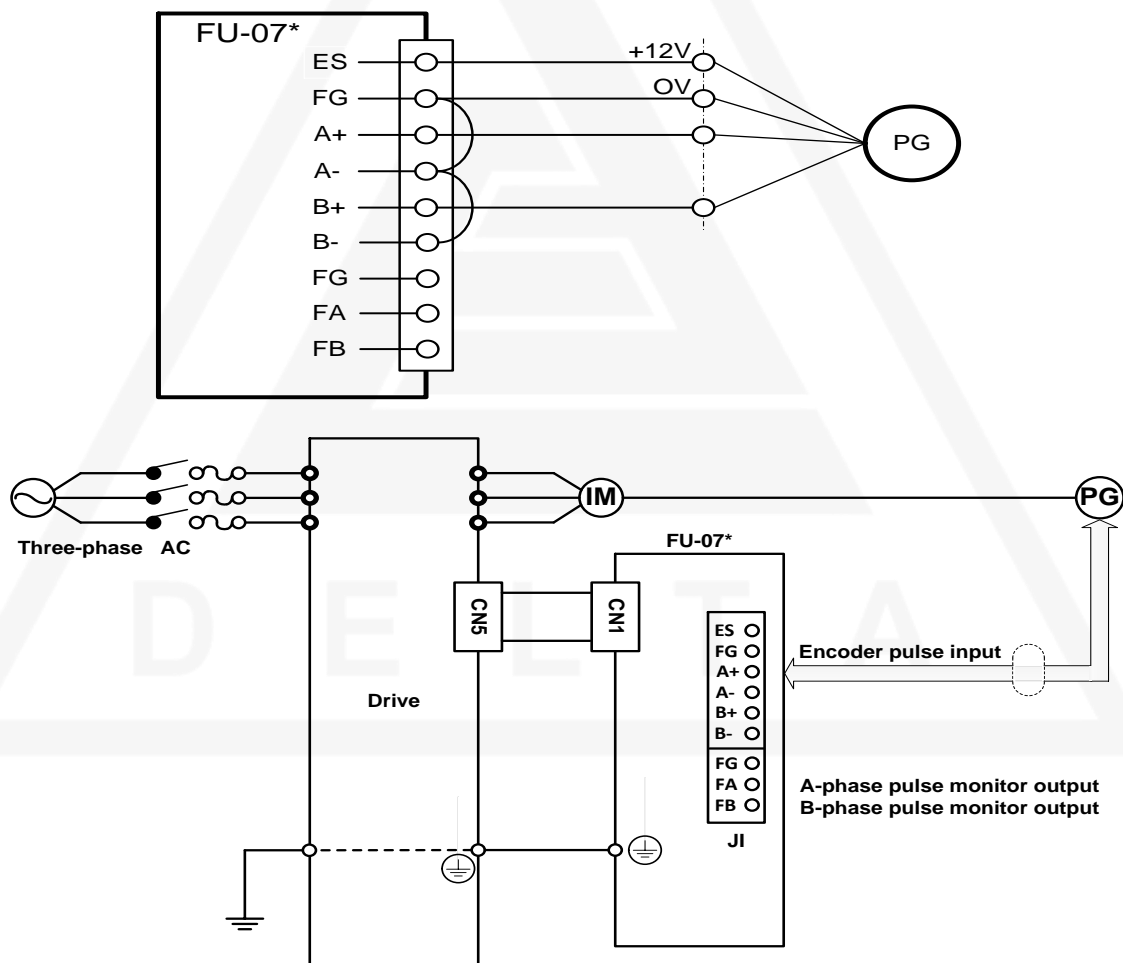 FU-07*
ES
+12V
FG
OV
A+
PG
A-
B+
B-
FG
FA
FB
IM
PG
Three-phase AC
FU-07*
CN5
CN1
ES
FG
Encoder pulse input
A+
A-
Drive
B+
B-
FG
FA
A-phase pulse monitor output
FB
B-phase pulse monitor output
JI
DELTA